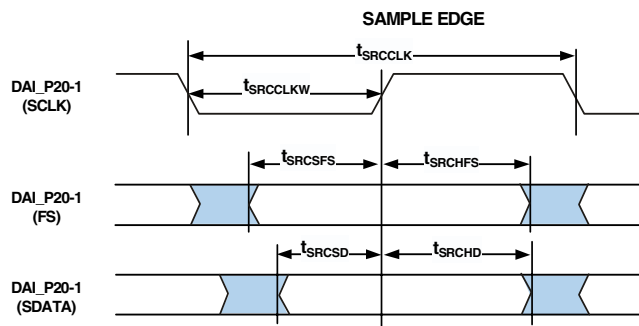 SAMPLE EDGE
tSRCCLK
DAI_P20-1
(SCLK)
tSRCCLKW
tSRCSFS
tSRCHFS
DAI_P20-1
(FS)
tSRCSD
tSRCHD
DAI_P20-1
(SDATA)